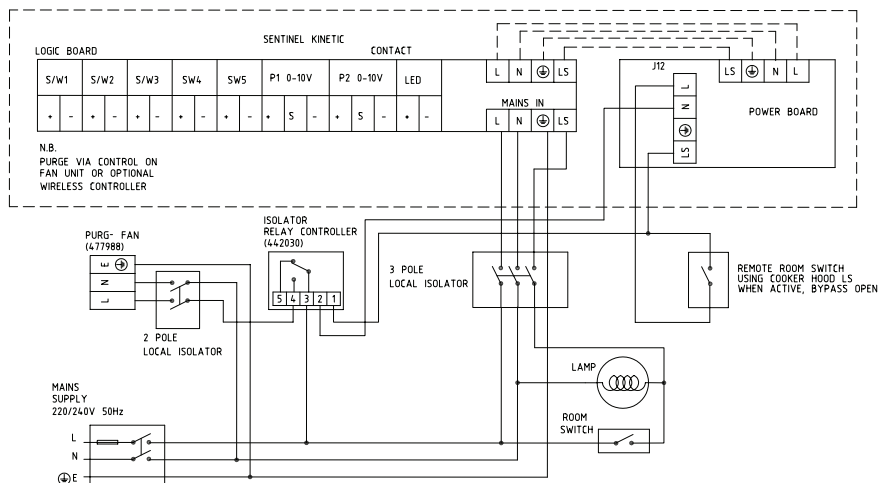 SENTINEL KINETIC
LOGIC BOARD
CONTACT
S/W1 S/W2 S/W3 SW4 SW5 P1 0-10V P2 0-10V LED
+ - + - + - + - + - + S - + S - + -
L N LS
MAINS IN
L N LS
J12
L
N
LS
LS N L
POWER BOARD
N.B.
PURGE VIA CONTROL ON
FAN UNIT OR OPTIONAL
WIRELESS CONTROLLER
PURG- FAN
(477988)
E
N
L
2 POLE
LOCAL ISOLATOR
ISOLATOR
RELAY CONTROLLER
(442030)
5 4 3 2 1
3 POLE
LOCAL ISOLATOR
REMOTE ROOM SWITCH
USING COOKER HOOD LS
WHEN ACTIVE, BYPASS OPEN
LAMP
ROOM
SWITCH
MAINS
SUPPLY
220/240V 50Hz
L
N
E